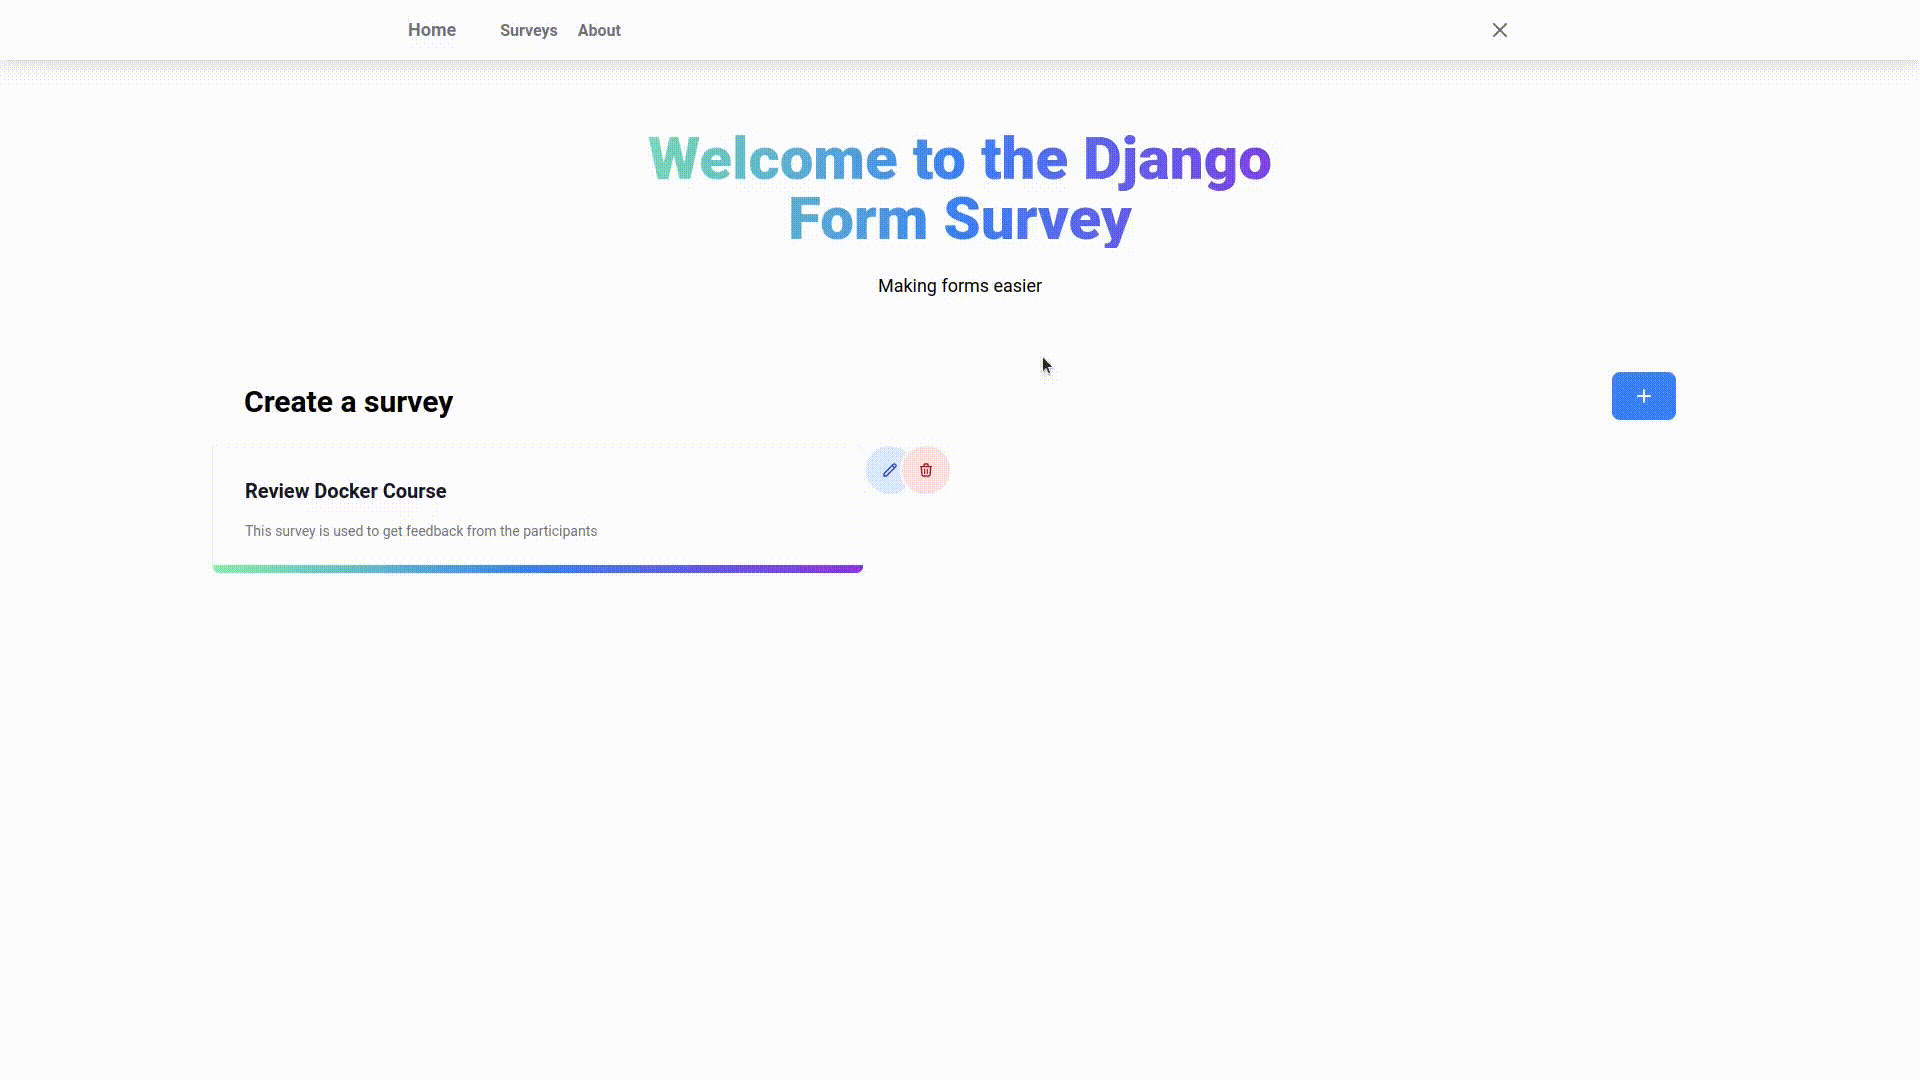 Home Surveys About
Welcome to the Django
Form Survey
Making forms easier
Create a survey
Review Docker Course
This survey is used to get feedback from the participants